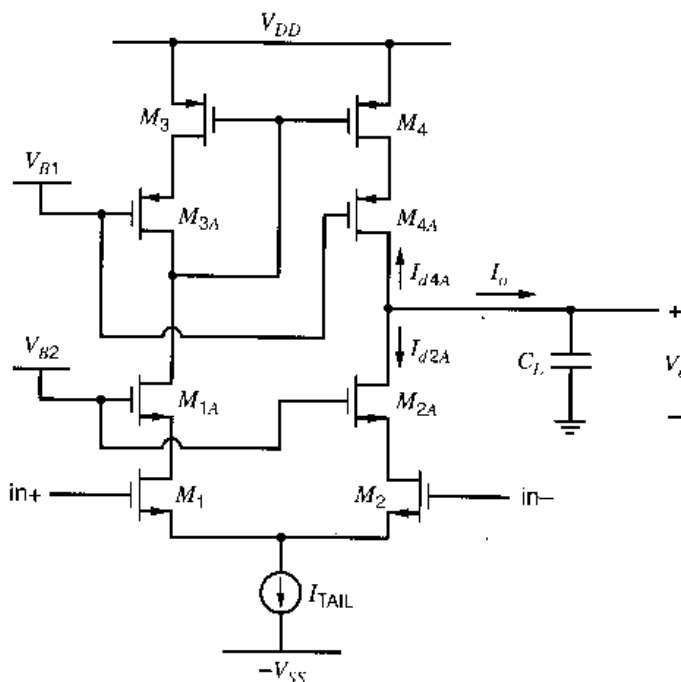 V_DD
M_3
M_4
V_B1
M_3A
M_4A
I_d4A
I_o
+
V_B2
I_d2A
C_L
M_1A
M_2A
−
in+
M_1
M_2
in−
I_TAIL
−V_SS